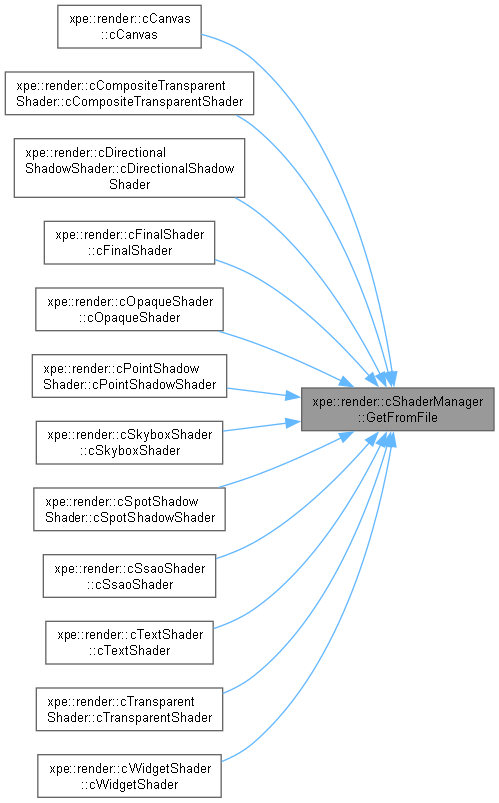 xpe::render::cCanvas
::cCanvas
xpe::render::cCompositeTransparent
Shader::cCompositeTransparentShader
xpe::render::cDirectional
ShadowShader::cDirectionalShadow
Shader
xpe::render::cFinalShader
::cFinalShader
xpe::render::cOpaqueShader
::cOpaqueShader
xpe::render::cPointShadow
Shader::cPointShadowShader
xpe::render::cShaderManager
::GetFromFile
xpe::render::cSkyboxShader
::cSkyboxShader
xpe::render::cSpotShadow
Shader::cSpotShadowShader
xpe::render::cSsaoShader
::cSsaoShader
xpe::render::cTextShader
::cTextShader
xpe::render::cTransparent
Shader::cTransparentShader
xpe::render::cWidgetShader
::cWidgetShader